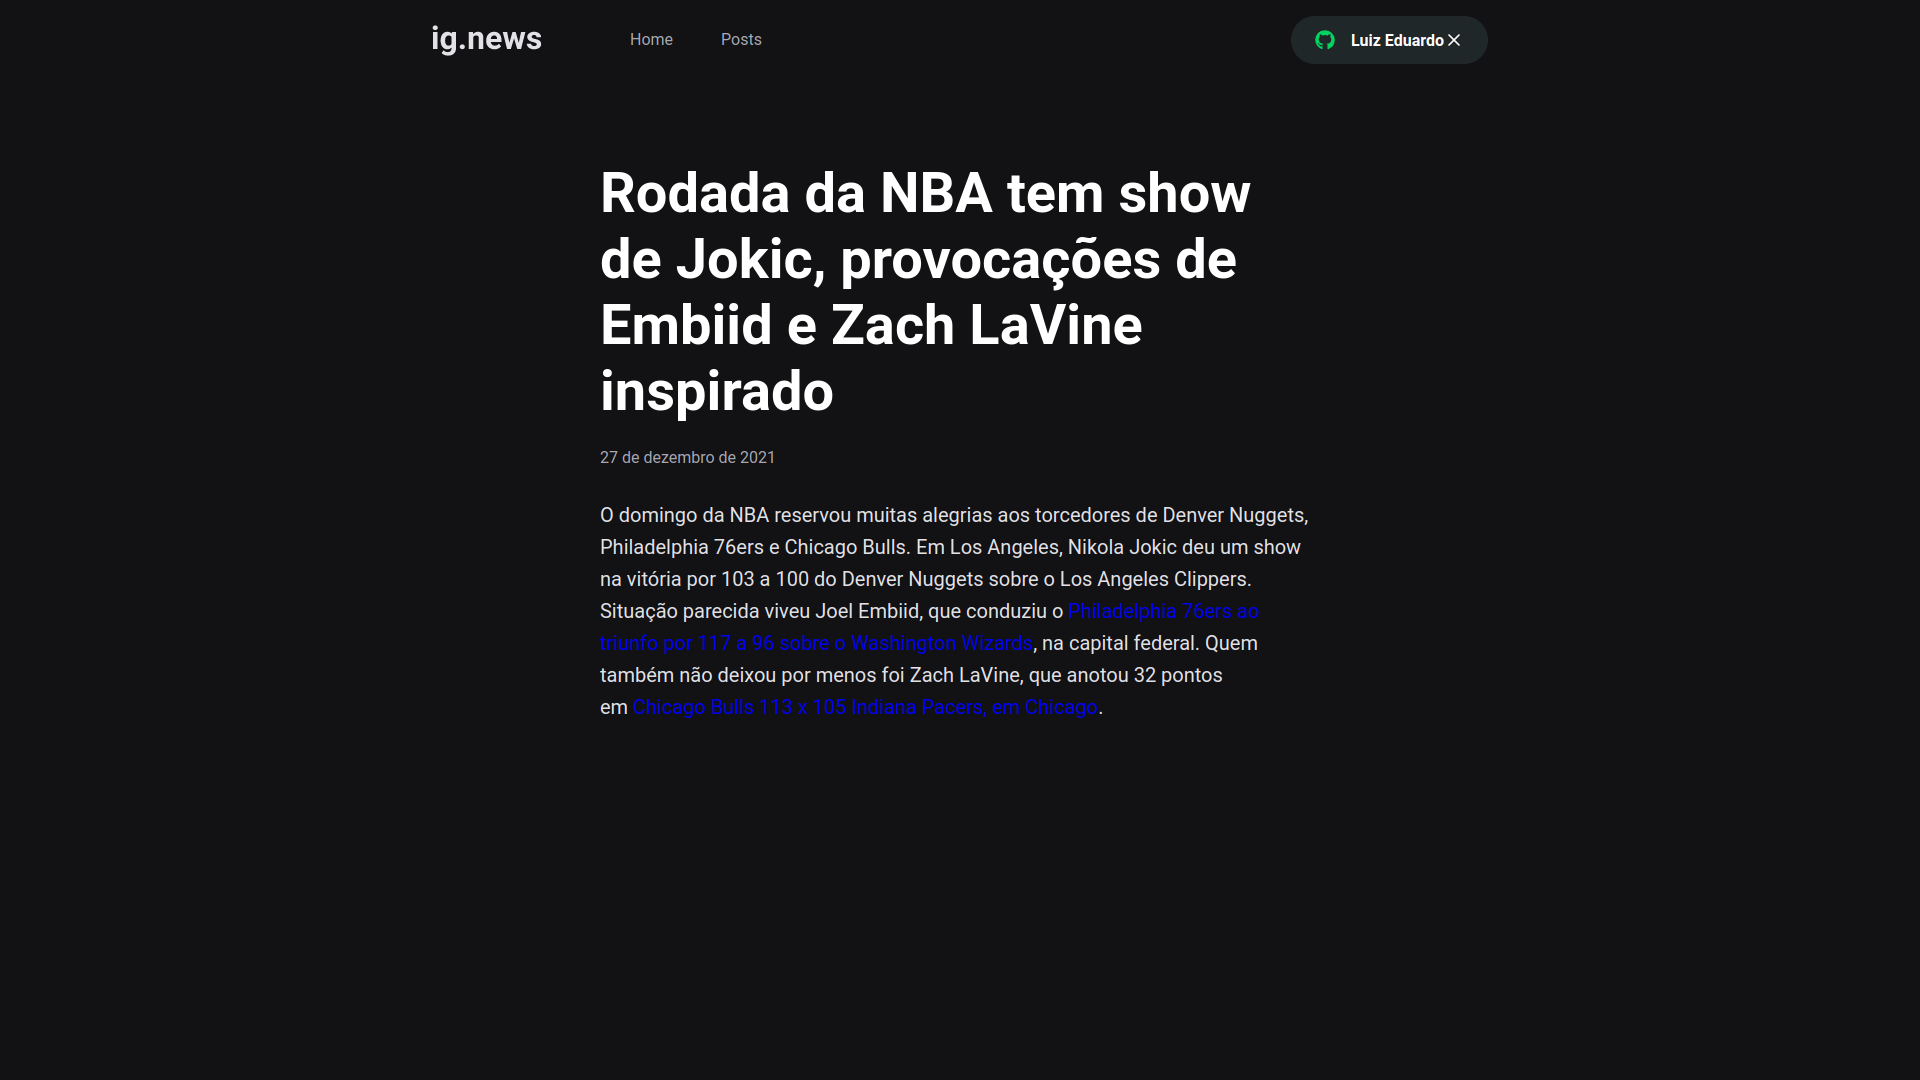 ig.news
Home
Posts
Luiz Eduardo
Rodada da NBA tem show
de Jokic, provocações de
Embiid e Zach LaVine
inspirado
27 de dezembro de 2021
O domingo da NBA reservou muitas alegrias aos torcedores de Denver Nuggets,
Philadelphia 76ers e Chicago Bulls. Em Los Angeles, Nikola Jokic deu um show
na vitória por 103 a 100 do Denver Nuggets sobre o Los Angeles Clippers.
Situação parecida viveu Joel Embiid, que conduziu o Philadelphia 76ers ao
triunfo por 117 a 96 sobre o Washington Wizards, na capital federal. Quem
também não deixou por menos foi Zach LaVine, que anotou 32 pontos
em Chicago Bulls 113 x 105 Indiana Pacers, em Chicago.